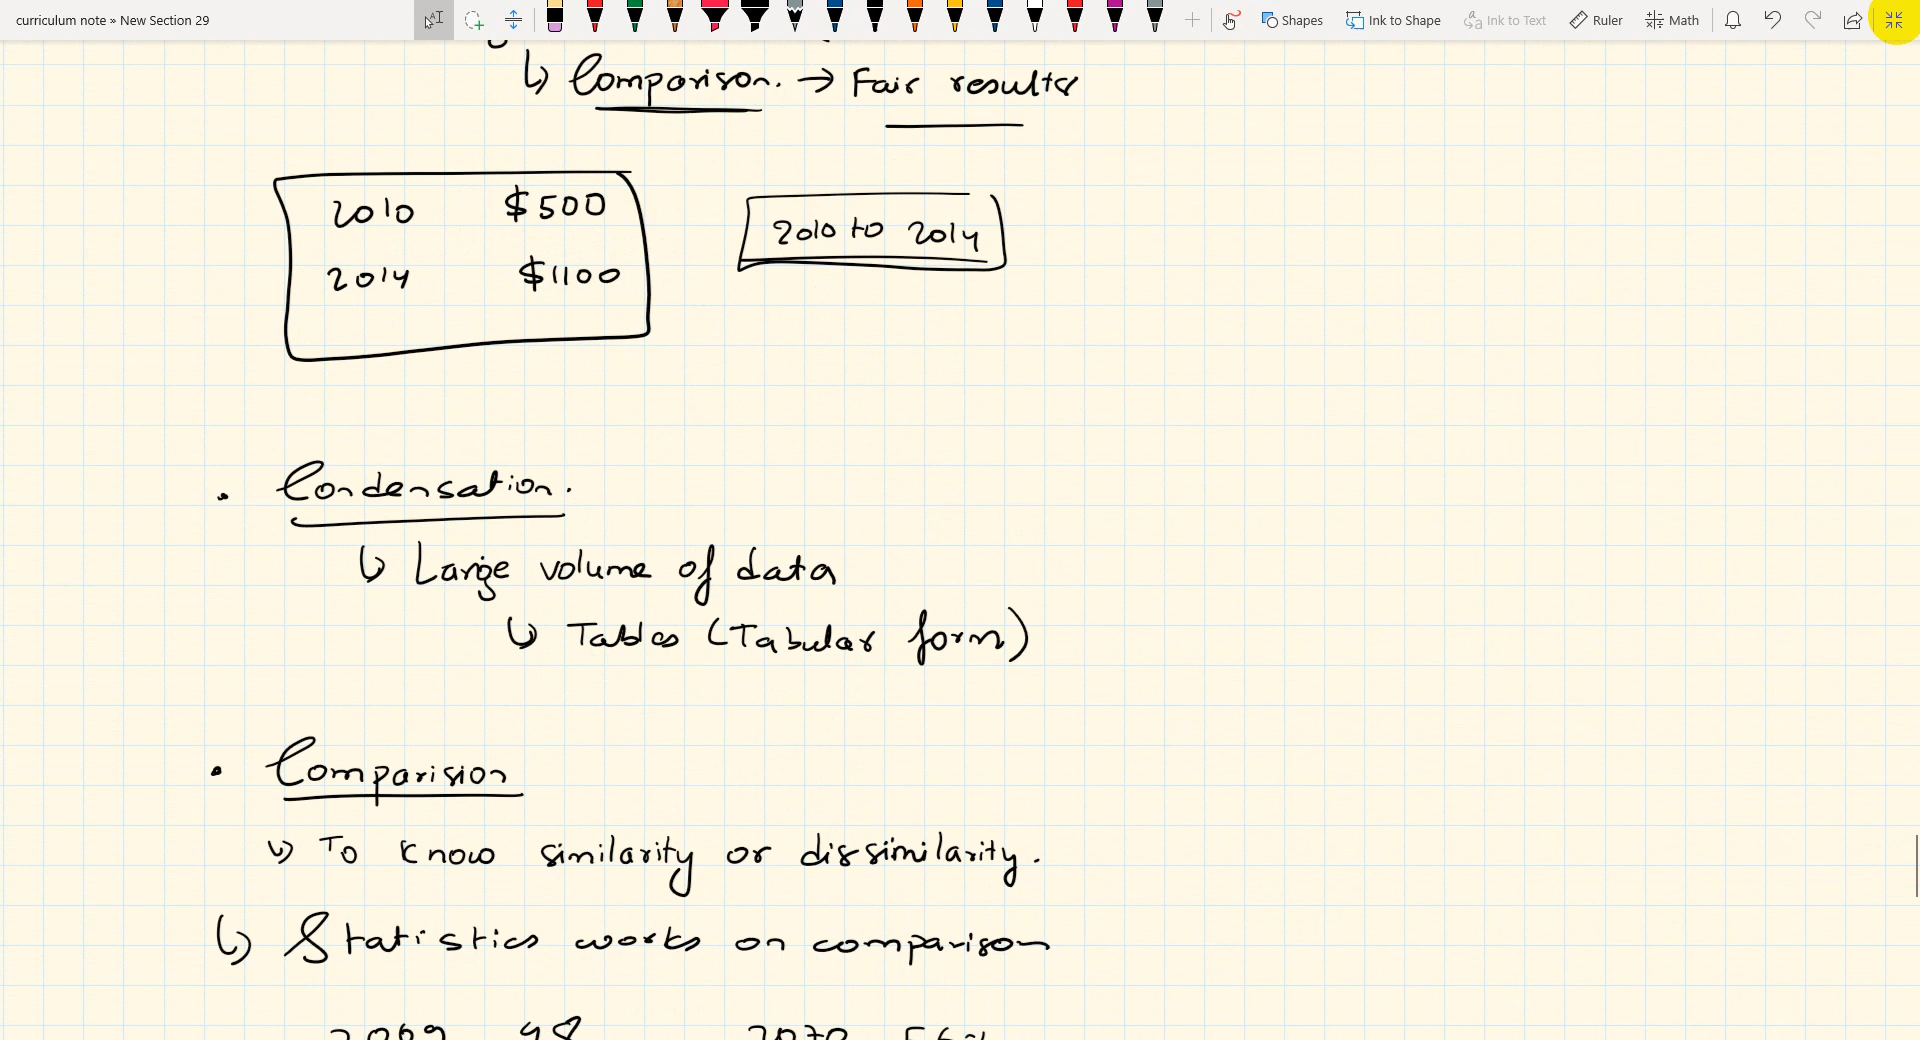 curriculum note » New Section 29
Shapes Ink to Shape Ink to Text Ruler Math
↳ Comparison. → Fair results
2010 $500
2014 $1100
2010 to 2014
• Condensation.
↳ Large volume of data
↳ Tables (Tabular form)
• Comparision
↳ To know similarity or dissimilarity.
↳ Statistics works on comparison